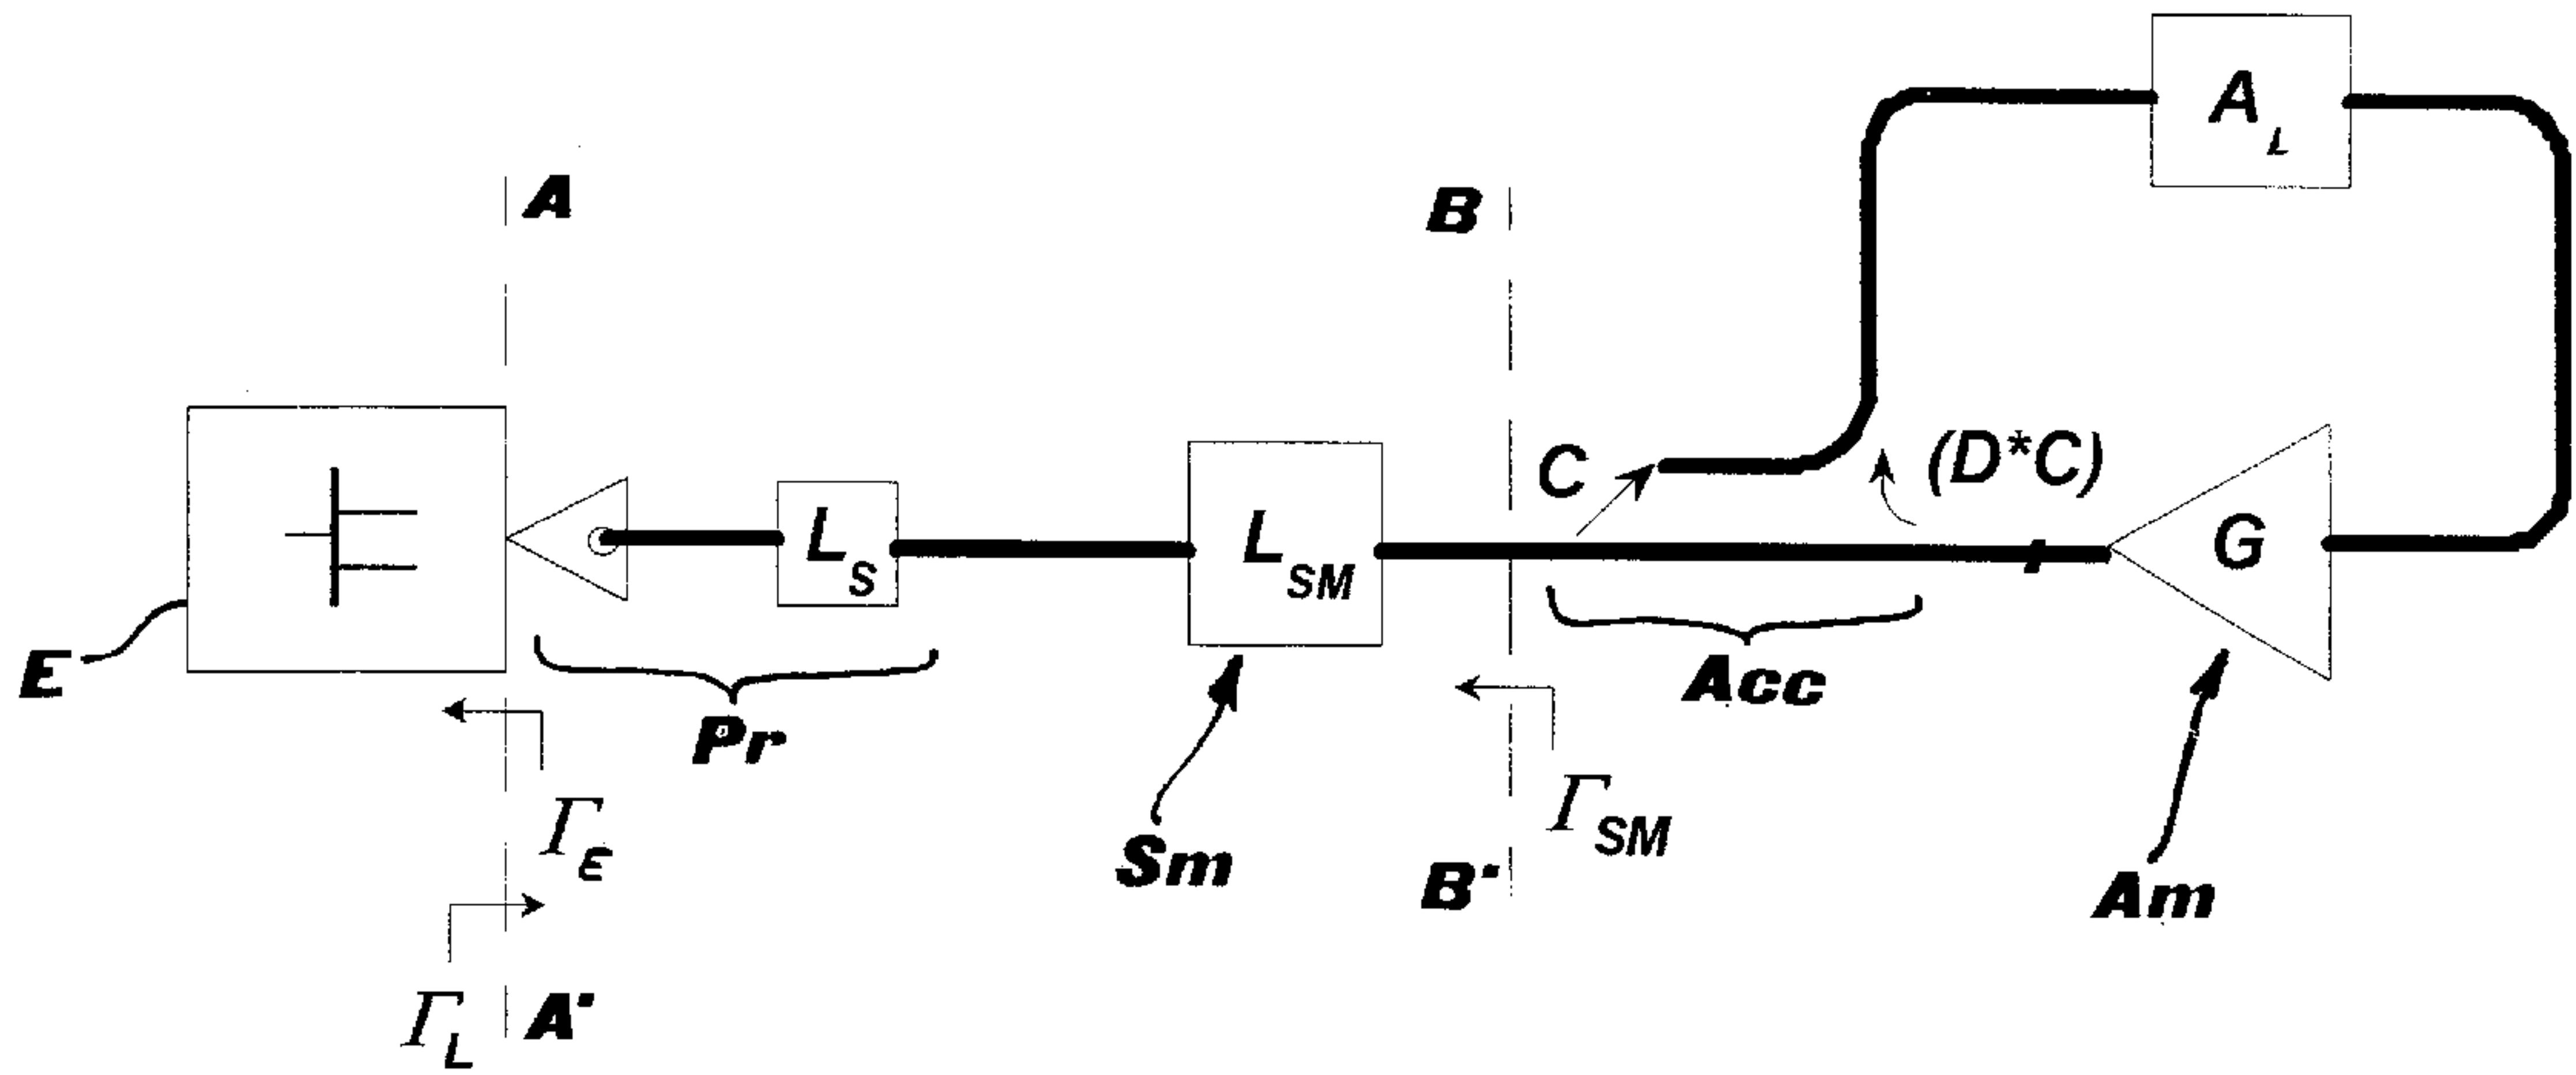 A_L
A
B
C
(D*C)
L_S
L_SM
G
E
Pr
Acc
Γ_E
Γ_SM
Sm
B'
Am
Γ_L
A'